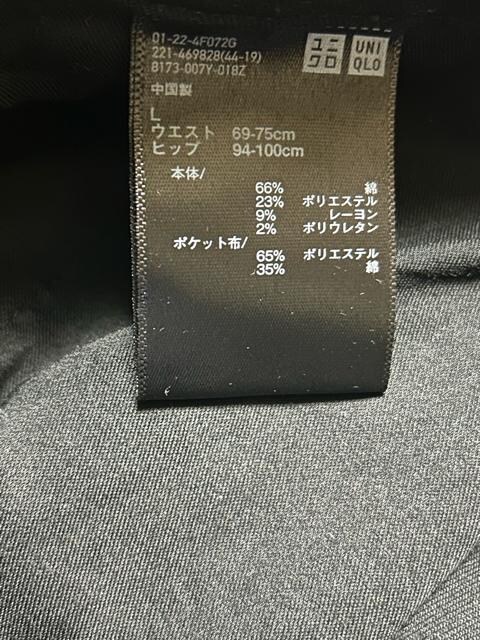 01-22-4F072G
221-469828(44-19)
8173-007Y-018Z
ユニ
クロ
UNI
QLO
中国製
L
ウエスト 69-75cm
ヒップ 94-100cm
本体/
66% 綿
23% ポリエステル
9% レーヨン
2% ポリウレタン
ポケット布/
65% ポリエステル
35% 綿